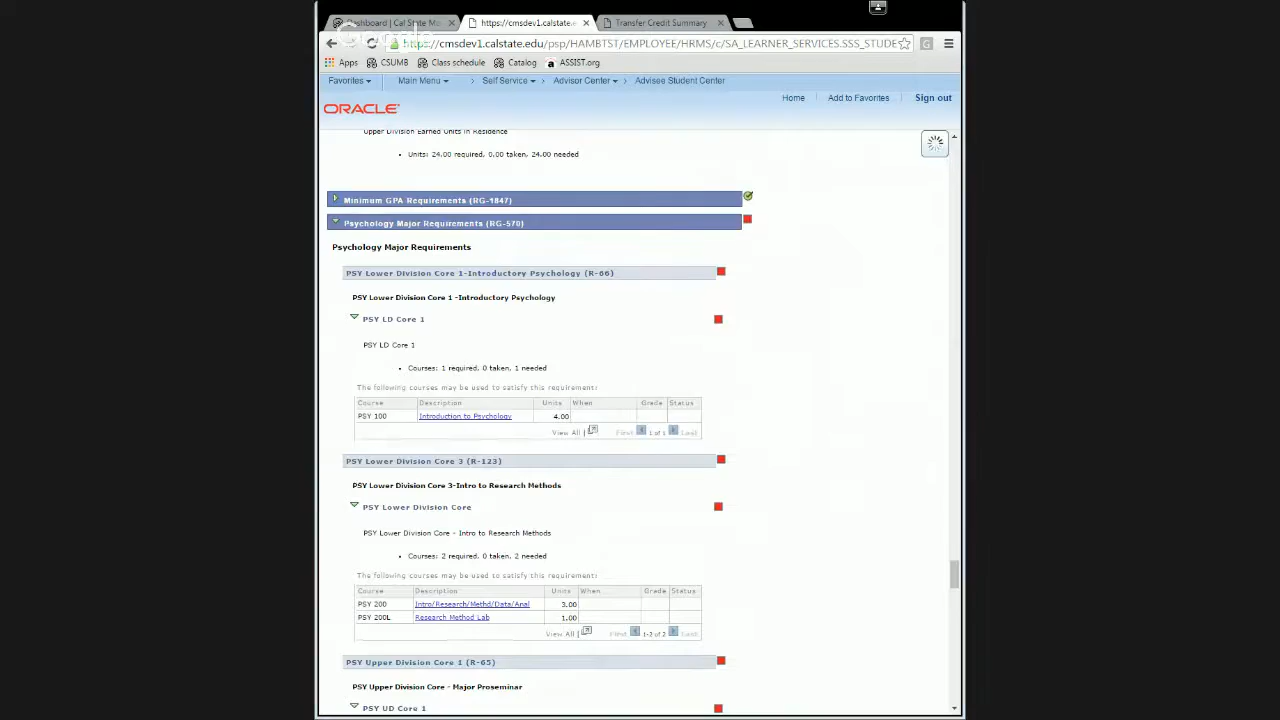 Dashboard | Cal State Mo
https://cmsdev1.calstate.
Transfer Credit Summary
Google
https://cmsdev1.calstate.edu/psp/HAMBTST/EMPLOYEE/HRMS/c/SA_LEARNER_SERVICES.SSS_STUDE
Apps CSUMB Class schedule Catalog ASSIST.org
Favorites Main Menu > Self Service > Advisor Center > Advisee Student Center
ORACLE
Home Add to Favorites Sign out
Upper Division Earned Units in Residence
• Units: 24.00 required, 0.00 taken, 24.00 needed
Minimum GPA Requirements (RG-1847)
Psychology Major Requirements (RG-570)
Psychology Major Requirements
PSY Lower Division Core 1-Introductory Psychology (R-66)
PSY Lower Division Core 1 -Introductory Psychology
PSY LD Core 1
PSY LD Core 1
• Courses: 1 required, 0 taken, 1 needed
The following courses may be used to satisfy this requirement:
Course Description Units When Grade Status
PSY 100 Introduction to Psychology 4.00
View All | First 1 of 1 Last
PSY Lower Division Core 3 (R-123)
PSY Lower Division Core 3-Intro to Research Methods
PSY Lower Division Core
PSY Lower Division Core - Intro to Research Methods
• Courses: 2 required, 0 taken, 2 needed
The following courses may be used to satisfy this requirement:
Course Description Units When Grade Status
PSY 200 Intro/Research/Methd/Data/Anal 3.00
PSY 200L Research Method Lab 1.00
View All | First 1-2 of 2 Last
PSY Upper Division Core 1 (R-65)
PSY Upper Division Core - Major Proseminar
PSY UD Core 1